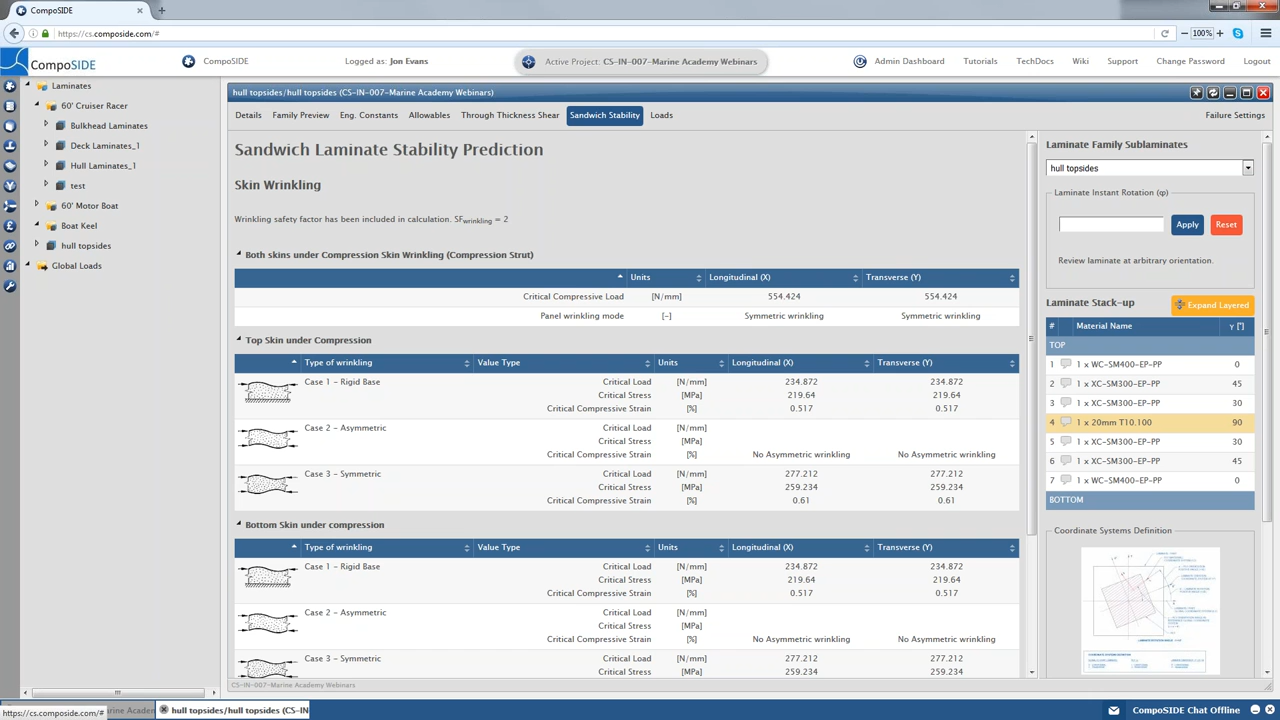 CompoSIDE
https://cs.composide.com/#
100%
CompoSIDE
CompoSIDE
Logged as: Jon Evans
Active Project: CS-IN-007-Marine Academy Webinars
Admin Dashboard
Tutorials
TechDocs
Wiki
Support
Change Password
Logout
Laminates
60' Cruiser Racer
Bulkhead Laminates
Deck Laminates_1
Hull Laminates_1
test
60' Motor Boat
Boat Keel
hull topsides
Global Loads
hull topsides/hull topsides (CS-IN-007-Marine Academy Webinars)
Details Family Preview Eng. Constants Allowables Through Thickness Shear Sandwich Stability Loads Failure Settings
Sandwich Laminate Stability Prediction
Skin Wrinkling
Wrinkling safety factor has been included in calculation. SFwrinkling = 2
Both skins under Compression Skin Wrinkling (Compression Strut)
Units Longitudinal (X) Transverse (Y)
Critical Compressive Load [N/mm] 554.424 554.424
Panel wrinkling mode [-] Symmetric wrinkling Symmetric wrinkling
Top Skin under Compression
Type of wrinkling Value Type Units Longitudinal (X) Transverse (Y)
Case 1 - Rigid Base Critical Load [N/mm] 234.872 234.872
Critical Stress [MPa] 219.64 219.64
Critical Compressive Strain [%] 0.517 0.517
Case 2 - Asymmetric Critical Load [N/mm]
Critical Stress [MPa]
Critical Compressive Strain [%] No Asymmetric wrinkling No Asymmetric wrinkling
Case 3 - Symmetric Critical Load [N/mm] 277.212 277.212
Critical Stress [MPa] 259.234 259.234
Critical Compressive Strain [%] 0.61 0.61
Bottom Skin under compression
Type of wrinkling Value Type Units Longitudinal (X) Transverse (Y)
Case 1 - Rigid Base Critical Load [N/mm] 234.872 234.872
Critical Stress [MPa] 219.64 219.64
Critical Compressive Strain [%] 0.517 0.517
Case 2 - Asymmetric Critical Load [N/mm]
Critical Stress [MPa]
Critical Compressive Strain [%] No Asymmetric wrinkling No Asymmetric wrinkling
Case 3 - Symmetric Critical Load [N/mm] 277.212 277.212
Critical Stress [MPa] 259.234 259.234
CS-IN-007-Marine Academy Webinars
Laminate Family Sublaminates
hull topsides
Laminate Instant Rotation (φ)
Apply Reset
Review laminate at arbitrary orientation.
Laminate Stack-up Expand Layered
# Material Name γ [°]
TOP
1 1 x WC-SM400-EP-PP 0
2 1 x XC-SM300-EP-PP 45
3 1 x XC-SM300-EP-PP 30
4 1 x 20mm T10.100 90
5 1 x XC-SM300-EP-PP 30
6 1 x XC-SM300-EP-PP 45
7 1 x WC-SM400-EP-PP 0
BOTTOM
Coordinate Systems Definition
https://cs.composide.com/#
arine Academ
hull topsides/hull topsides (CS-IN
CompoSIDE Chat Offline